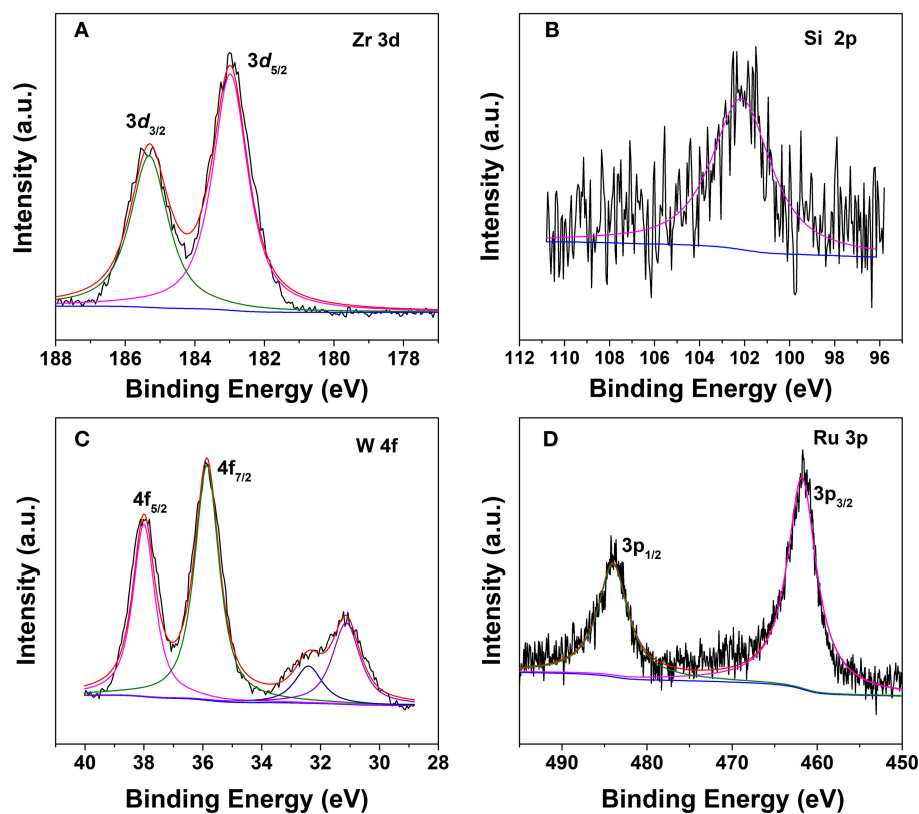 A
Zr 3d
3d5/2
3d3/2
Intensity (a.u.)
188 186 184 182 180 178
Binding Energy (eV)
B
Si 2p
Intensity (a.u.)
112 110 108 106 104 102 100 98 96
Binding Energy (eV)
C
W 4f
4f7/2
4f5/2
Intensity (a.u.)
40 38 36 34 32 30 28
Binding Energy (eV)
D
Ru 3p
3p3/2
3p1/2
Intensity (a.u.)
490 480 470 460 450
Binding Energy (eV)